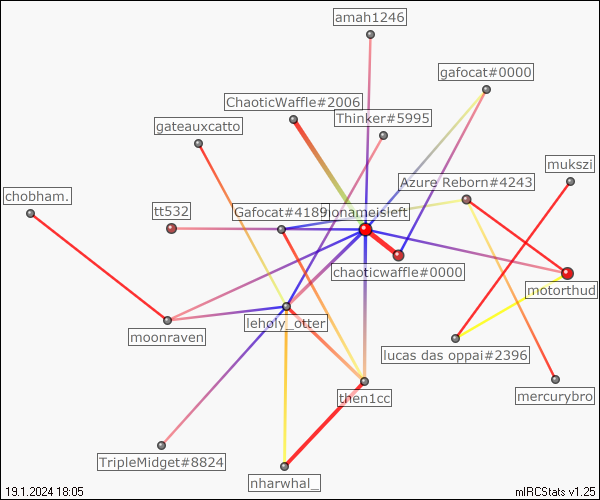 amah1246
gafocat#0000
ChaoticWaffle#2006
Thinker#5995
gateauxcatto
mukszi
Azure Reborn#4243
chobham.
tt532
Gafocat#4189
onameisleft
chaoticwaffle#0000
motorthud
leholy_otter
moonraven
lucas das oppai#2396
then1cc
mercurybro
TripleMidget#8824
nharwhal_
19.1.2024 18:05
mIRCStats v1.25